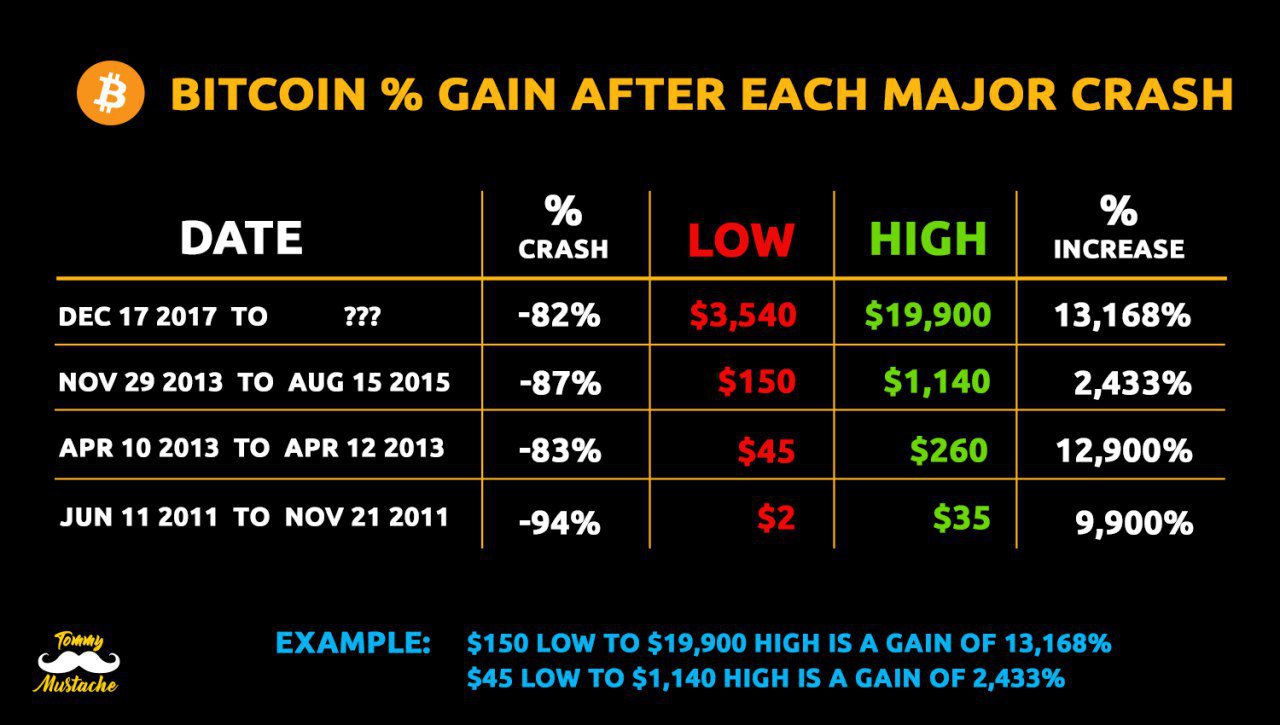 BITCOIN % GAIN AFTER EACH MAJOR CRASH
DATE % CRASH LOW HIGH % INCREASE
DEC 17 2017 TO ??? -82% $3,540 $19,900 13,168%
NOV 29 2013 TO AUG 15 2015 -87% $150 $1,140 2,433%
APR 10 2013 TO APR 12 2013 -83% $45 $260 12,900%
JUN 11 2011 TO NOV 21 2011 -94% $2 $35 9,900%
EXAMPLE: $150 LOW TO $19,900 HIGH IS A GAIN OF 13,168%
$45 LOW TO $1,140 HIGH IS A GAIN OF 2,433%
Tommy
Mustache